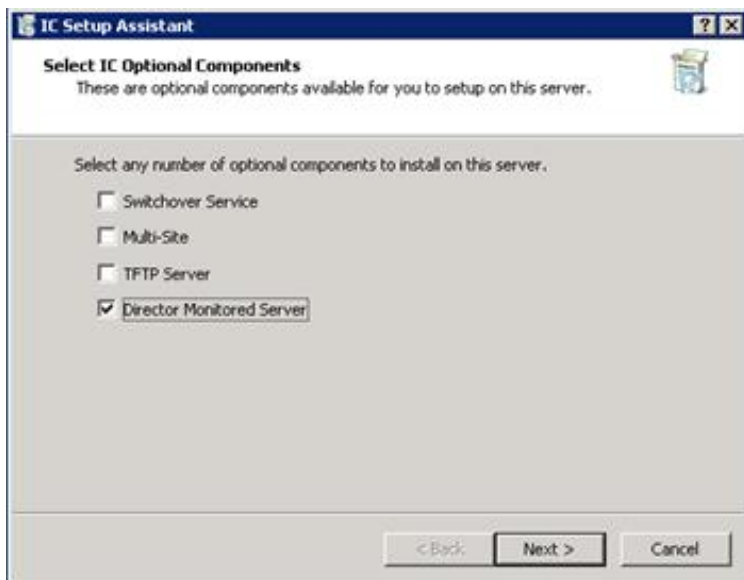 IC Setup Assistant
Select IC Optional Components
These are optional components available for you to setup on this server.
Select any number of optional components to install on this server.
Switchover Service
Multi-Site
TFTP Server
Director Monitored Server
< Back
Next >
Cancel